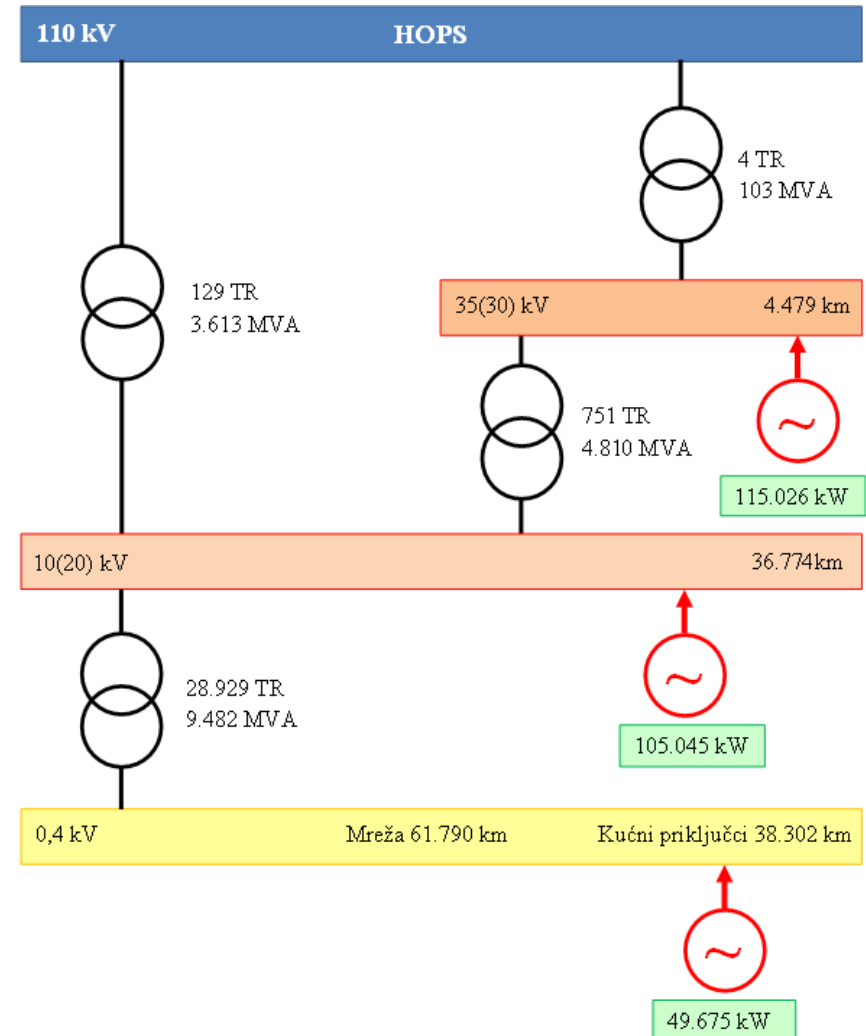 110 kV HOPS
4 TR
103 MVA
129 TR
3.613 MVA
35(30) kV 4.479 km
751 TR
4.810 MVA
~
115.026 kW
10(20) kV 36.774km
28.929 TR
9.482 MVA
~
105.045 kW
0,4 kV Mreža 61.790 km Kućni priključci 38.302 km
~
49.675 kW